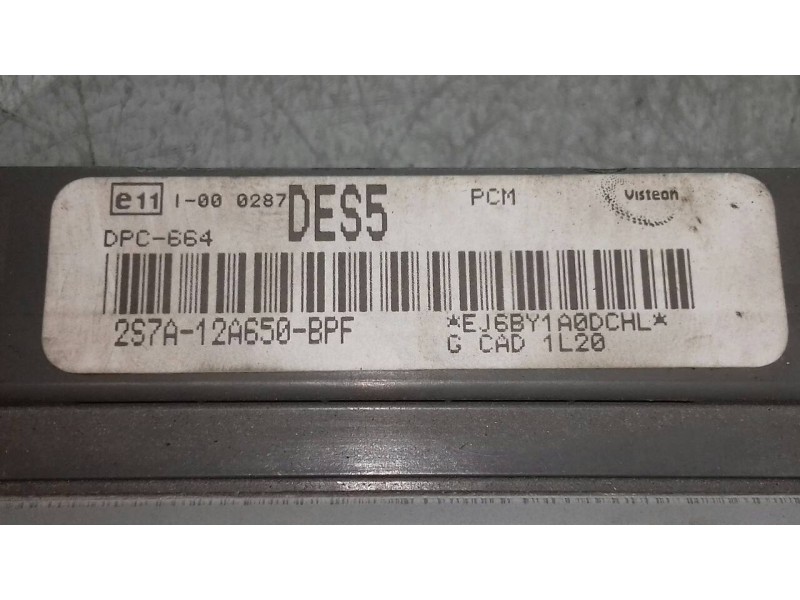 e11 I-00 0287 DES5 PCM Visteon
DPC-664
2S7A-12A650-BPF *EJ6BY1A0DCHL*
G CAD 1L20